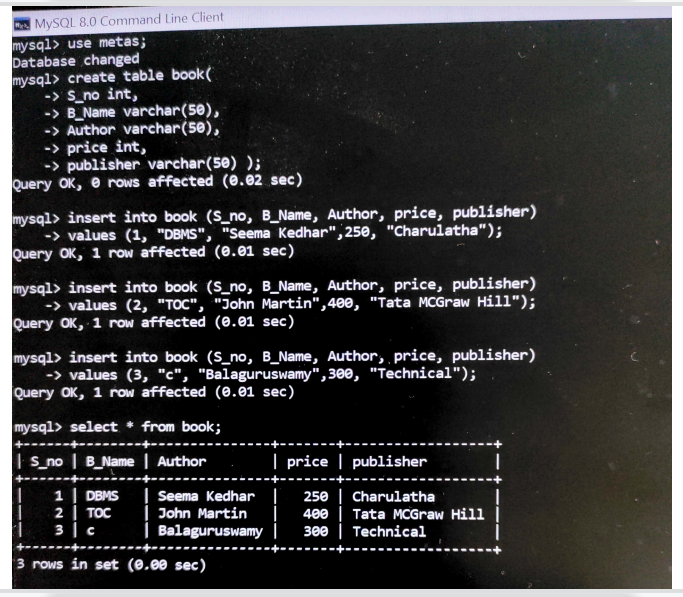 MySQL 8.0 Command Line Client
mysql> use metas;
Database changed
mysql> create table book(
    -> S_no int,
    -> B_Name varchar(50),
    -> Author varchar(50),
    -> price int,
    -> publisher varchar(50) );
Query OK, 0 rows affected (0.02 sec)

mysql> insert into book (S_no, B_Name, Author, price, publisher)
    -> values (1, "DBMS", "Seema Kedhar",250, "Charulatha");
Query OK, 1 row affected (0.01 sec)

mysql> insert into book (S_no, B_Name, Author, price, publisher)
    -> values (2, "TOC", "John Martin",400, "Tata MCGraw Hill");
Query OK, 1 row affected (0.01 sec)

mysql> insert into book (S_no, B_Name, Author, price, publisher)
    -> values (3, "c", "Balaguruswamy",300, "Technical");
Query OK, 1 row affected (0.01 sec)

mysql> select * from book;
+------+--------+---------------+-------+------------------+
| S_no | B_Name | Author        | price | publisher        |
+------+--------+---------------+-------+------------------+
|    1 | DBMS   | Seema Kedhar  |   250 | Charulatha       |
|    2 | TOC    | John Martin   |   400 | Tata MCGraw Hill |
|    3 | c      | Balaguruswamy |   300 | Technical        |
+------+--------+---------------+-------+------------------+
3 rows in set (0.00 sec)